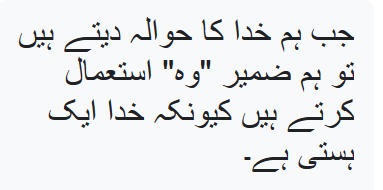 جب ہم خدا کا حوالہ دیتے ہیں
تو ہم ضمیر "وہ" استعمال
کرتے ہیں کیونکہ خدا ایک
ہستی ہے۔